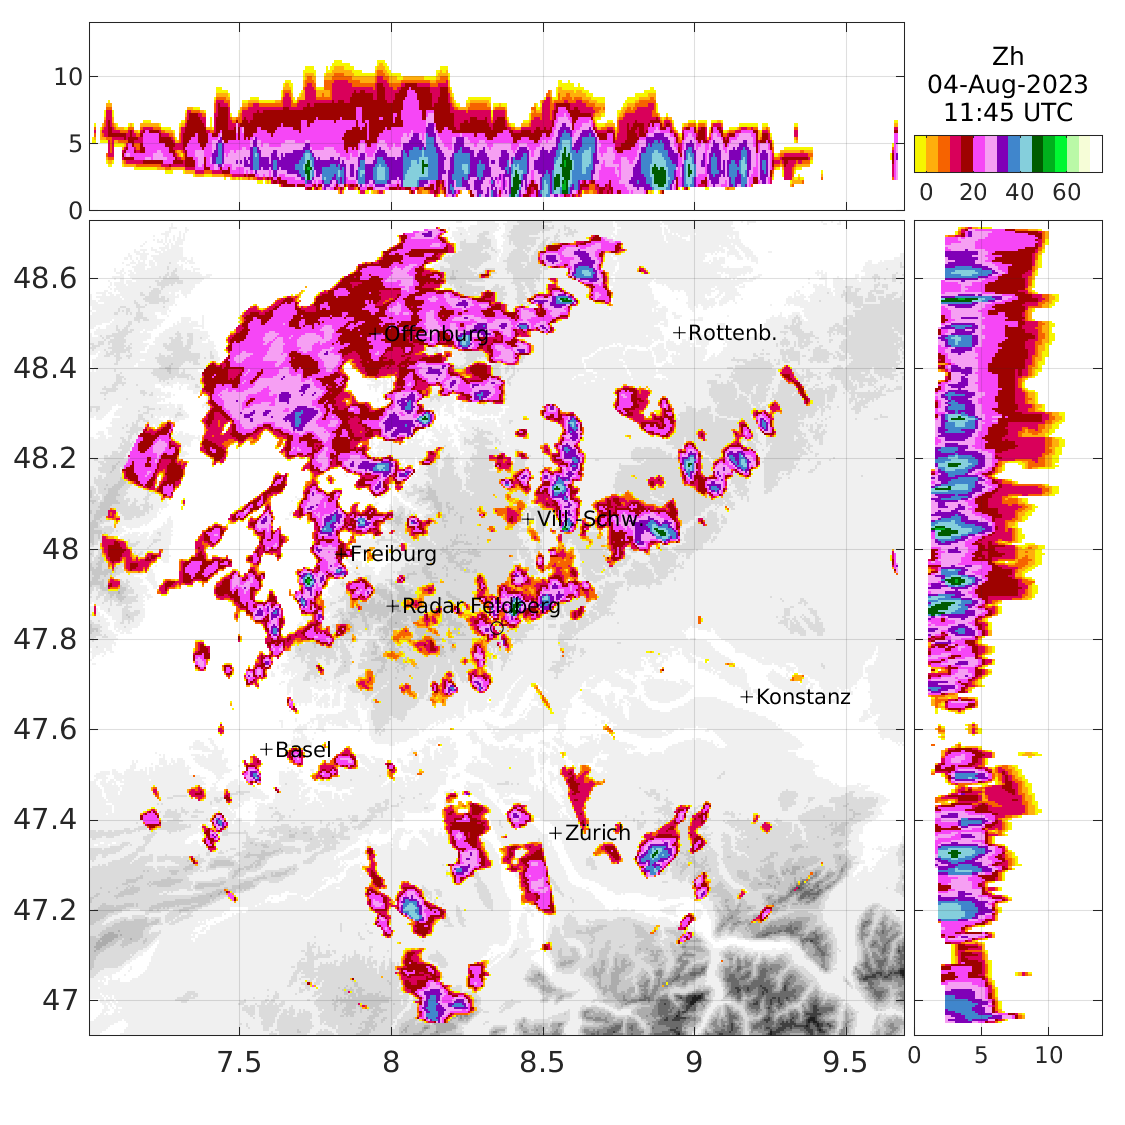 10
5
0
Zh
04-Aug-2023
11:45 UTC
0 20 40 60
48.6
48.4
48.2
48
47.8
47.6
47.4
47.2
47
+Offenburg
+Rottenb.
+Vill.-Schw.
+Freiburg
+Radar Feldberg
+Konstanz
+Basel
+Zürich
7.5 8 8.5 9 9.5
0 5 10